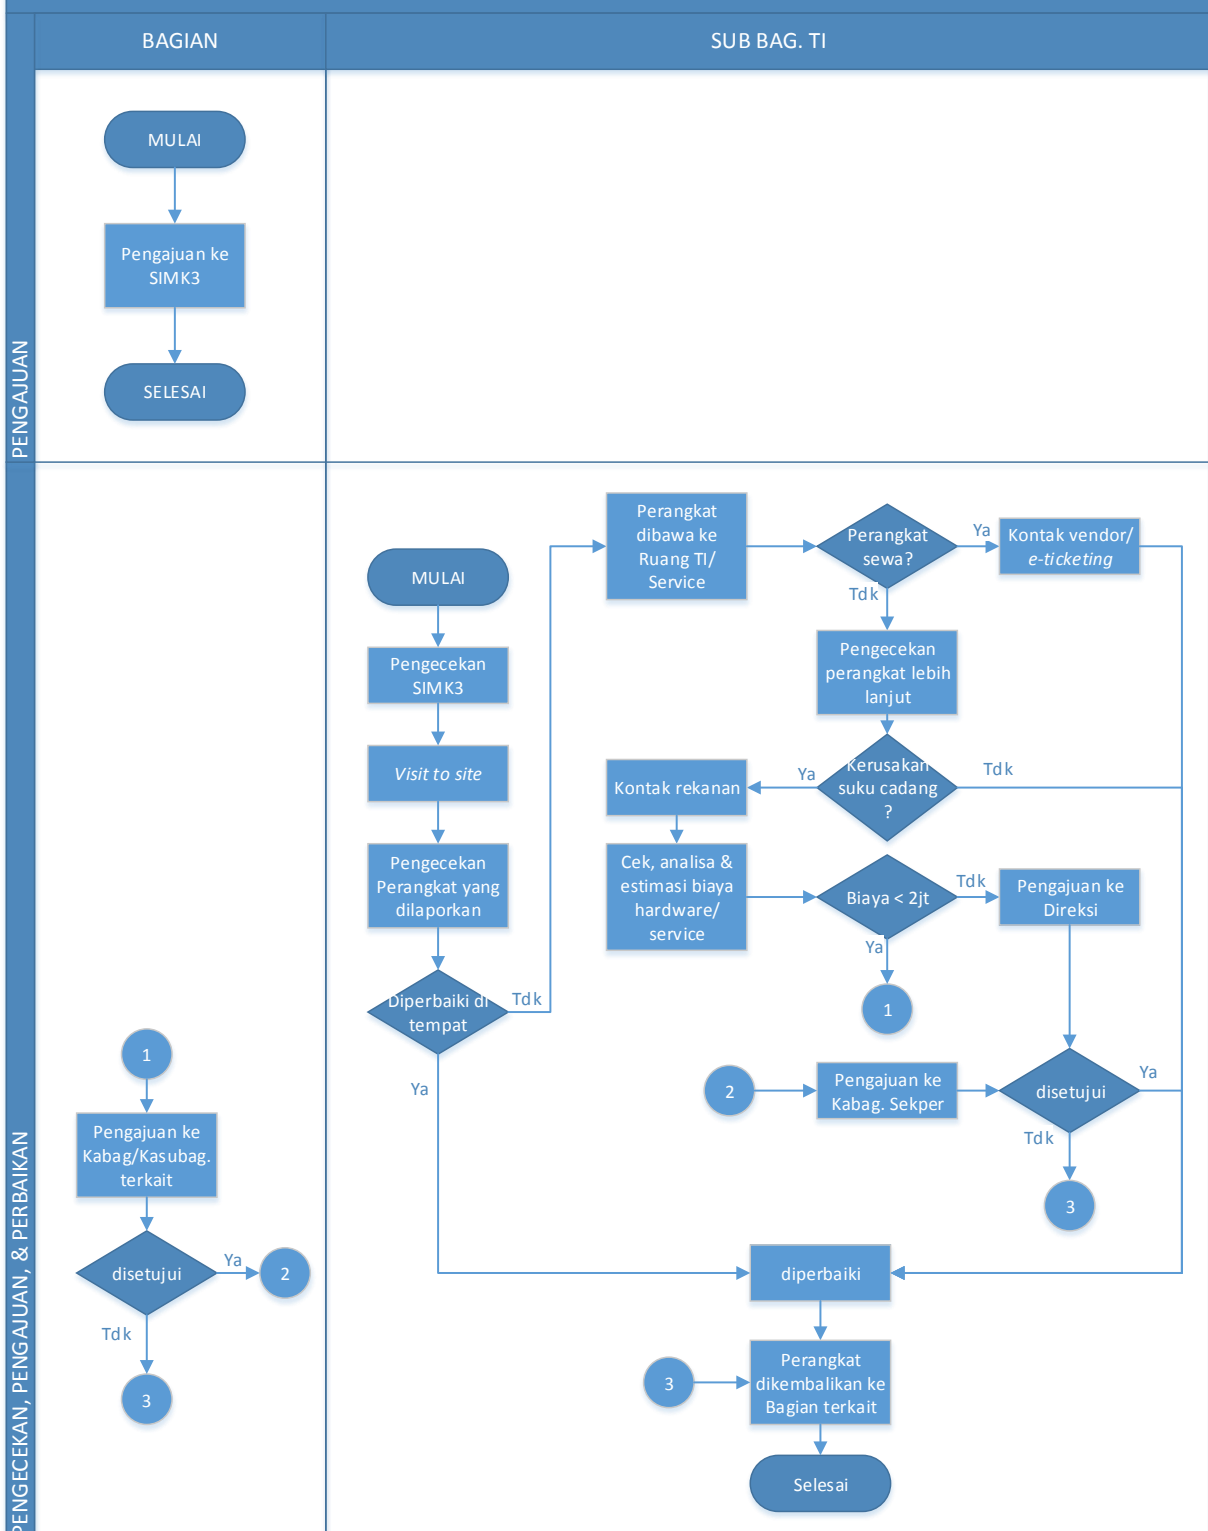 BAGIAN
SUB BAG. TI
PENGAJUAN
MULAI
Pengajuan ke
SIMK3
SELESAI
PENGECEKAN, PENGAJUAN, & PERBAIKAN
MULAI
Pengecekan
SIMK3
Visit to site
Pengecekan
Perangkat yang
dilaporkan
Diperbaiki di
tempat
Tdk
Ya
Perangkat
dibawa ke
Ruang TI/
Service
Perangkat
sewa?
Ya
Kontak vendor/
e-ticketing
Tdk
Pengecekan
perangkat lebih
lanjut
Kerusakan
suku cadang
?
Tdk
Ya
Kontak rekanan
Cek, analisa &
estimasi biaya
hardware/
service
Biaya < 2jt
Tdk
Pengajuan ke
Direksi
Ya
1
1
Pengajuan ke
Kabag/Kasubag.
terkait
disetujui
Ya
2
Tdk
3
2
Pengajuan ke
Kabag. Sekper
disetujui
Ya
Tdk
3
diperbaiki
3
Perangkat
dikembalikan ke
Bagian terkait
Selesai